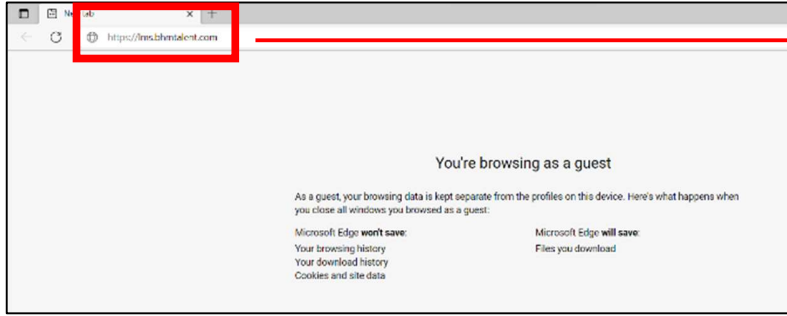 New tab
https://lms.bhmtalent.com
You're browsing as a guest
As a guest, your browsing data is kept separate from the profiles on this device. Here's what happens when
you close all windows you browsed as a guest:
Microsoft Edge won't save:
Microsoft Edge will save:
Your browsing history
Files you download
Your download history
Cookies and site data